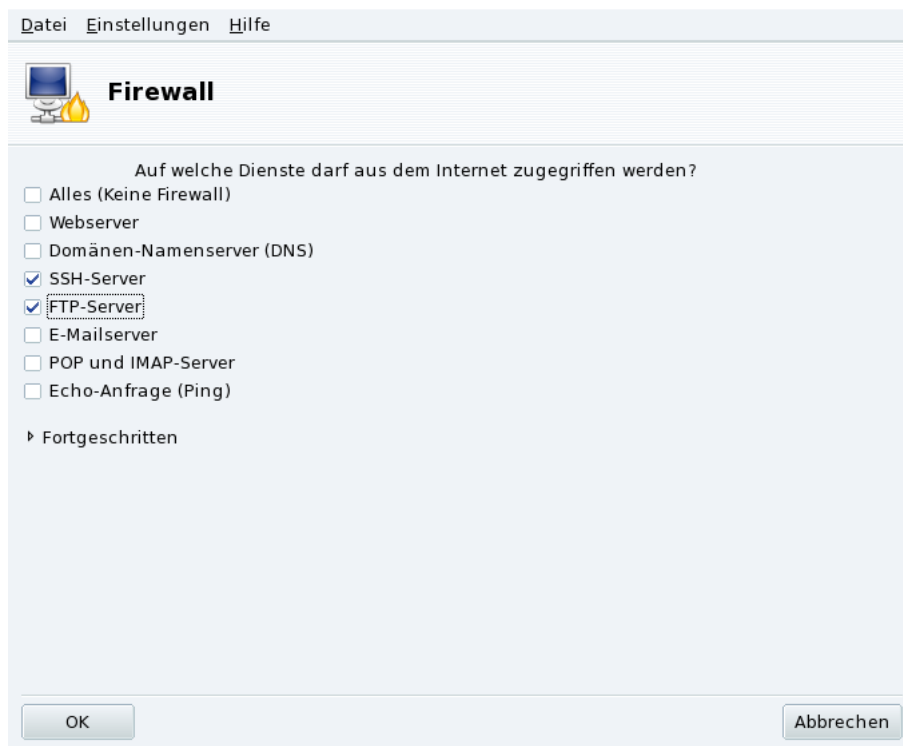 Datei Einstellungen Hilfe
Firewall
Auf welche Dienste darf aus dem Internet zugegriffen werden?
Alles (Keine Firewall)
Webserver
Domänen-Namenserver (DNS)
SSH-Server
FTP-Server
E-Mailserver
POP und IMAP-Server
Echo-Anfrage (Ping)
Fortgeschritten
OK Abbrechen